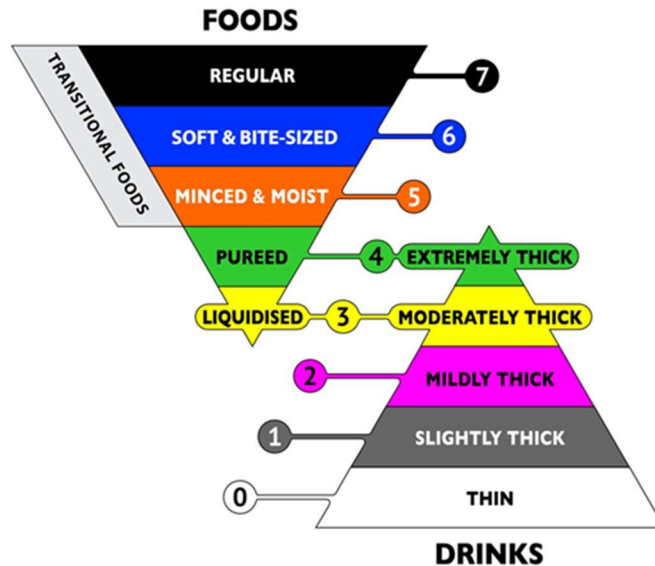 FOODS
TRANSITIONAL FOODS
REGULAR
7
SOFT & BITE-SIZED
6
MINCED & MOIST
5
PUREED 4 EXTREMELY THICK
LIQUIDISED 3 MODERATELY THICK
2 MILDLY THICK
1 SLIGHTLY THICK
0 THIN
DRINKS